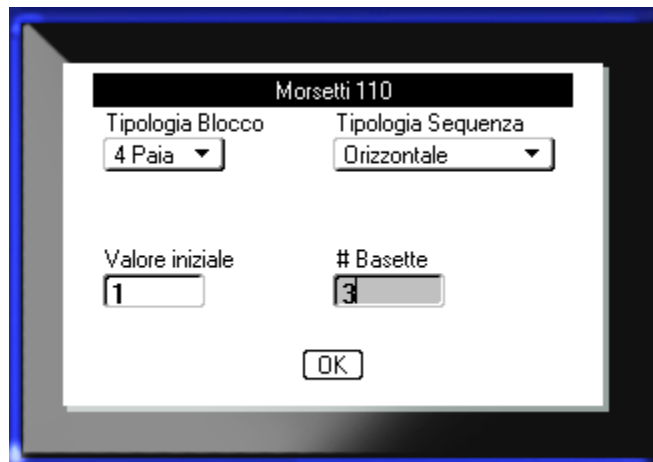 Morsetti 110
Tipologia Blocco Tipologia Sequenza
4 Paia Orizzontale
Valore iniziale # Basette
1 3
OK